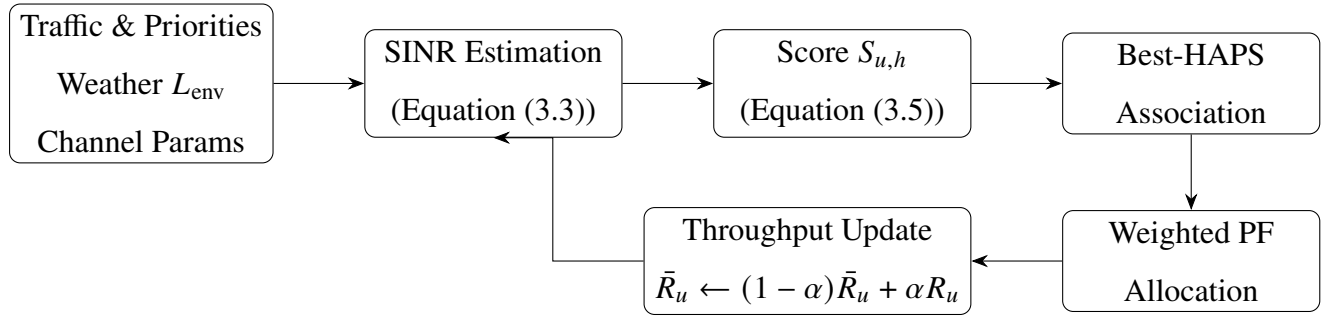 Traffic & Priorities
Weather L_env
Channel Params
SINR Estimation
(Equation (3.3))
Score S_{u,h}
(Equation (3.5))
Best-HAPS
Association
Weighted PF
Allocation
Throughput Update
R̄_u ← (1 − α)R̄_u + αR_u